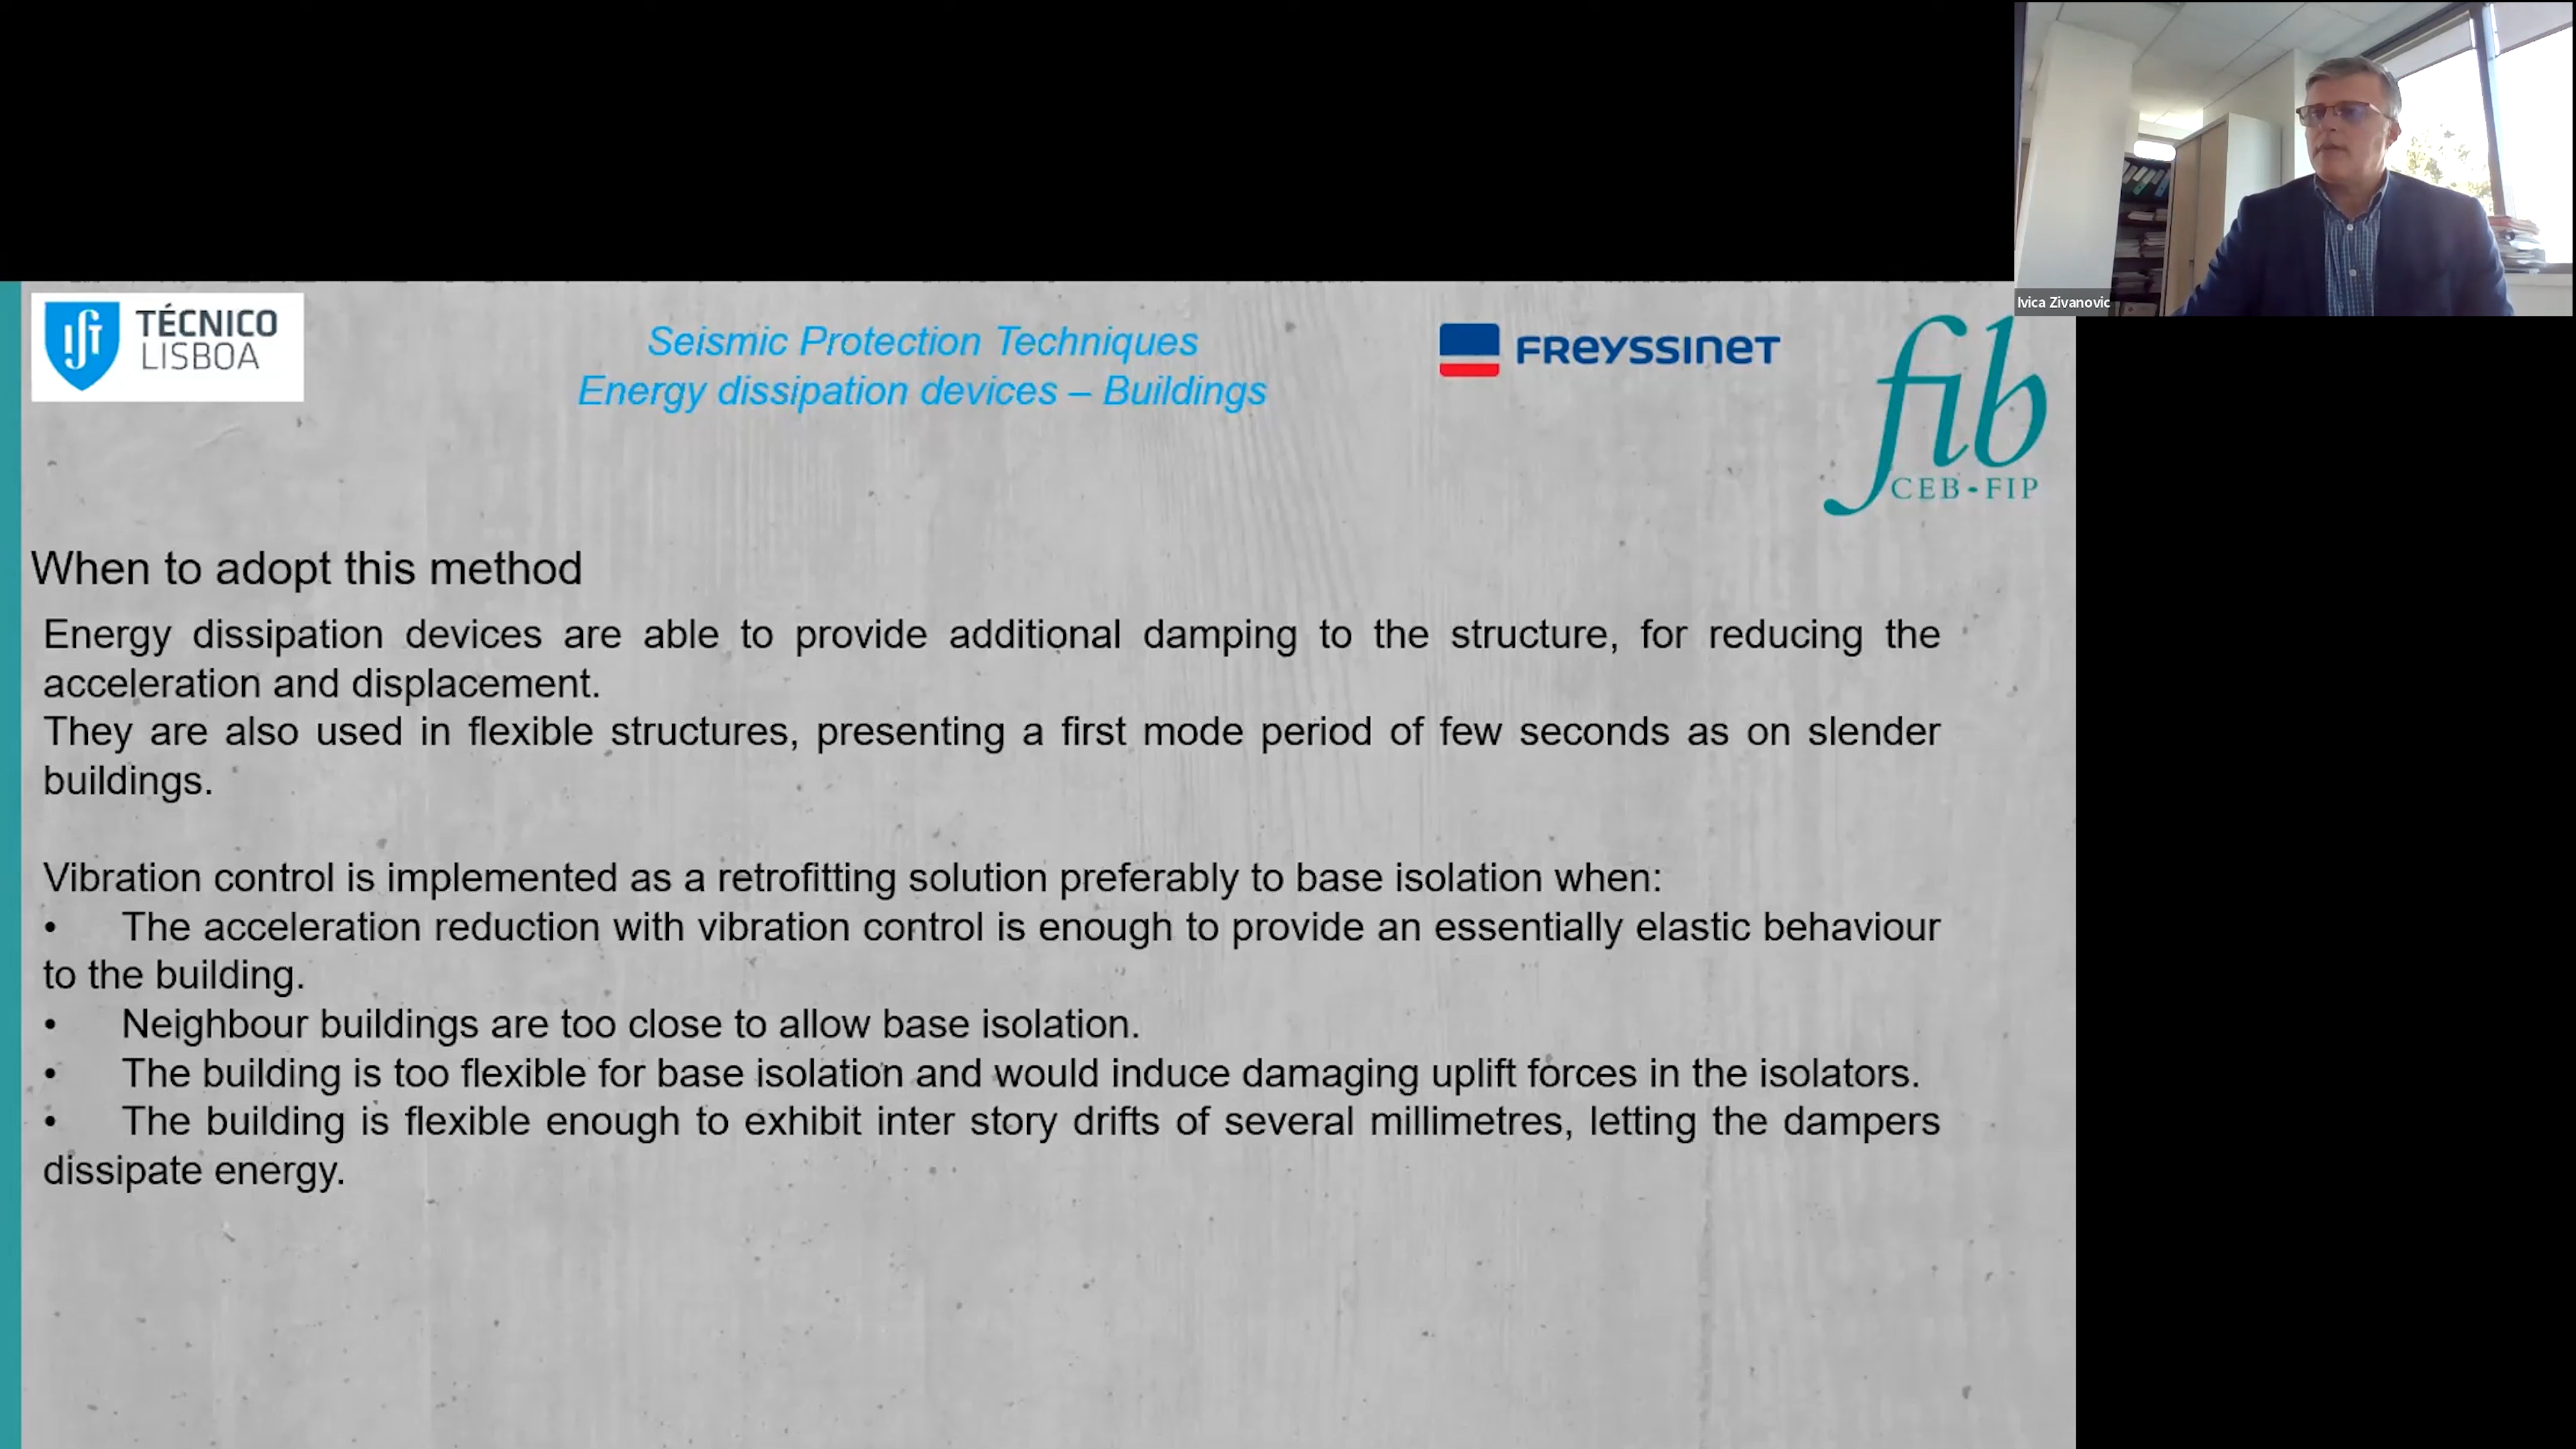 Ivica Zivanovic
TÉCNICO
LISBOA
Seismic Protection Techniques
Energy dissipation devices – Buildings
FREYSSINET
fib
CEB-FIP
When to adopt this method
Energy dissipation devices are able to provide additional damping to the structure, for reducing the
acceleration and displacement.
They are also used in flexible structures, presenting a first mode period of few seconds as on slender
buildings.
Vibration control is implemented as a retrofitting solution preferably to base isolation when:
• The acceleration reduction with vibration control is enough to provide an essentially elastic behaviour
to the building.
• Neighbour buildings are too close to allow base isolation.
• The building is too flexible for base isolation and would induce damaging uplift forces in the isolators.
• The building is flexible enough to exhibit inter story drifts of several millimetres, letting the dampers
dissipate energy.